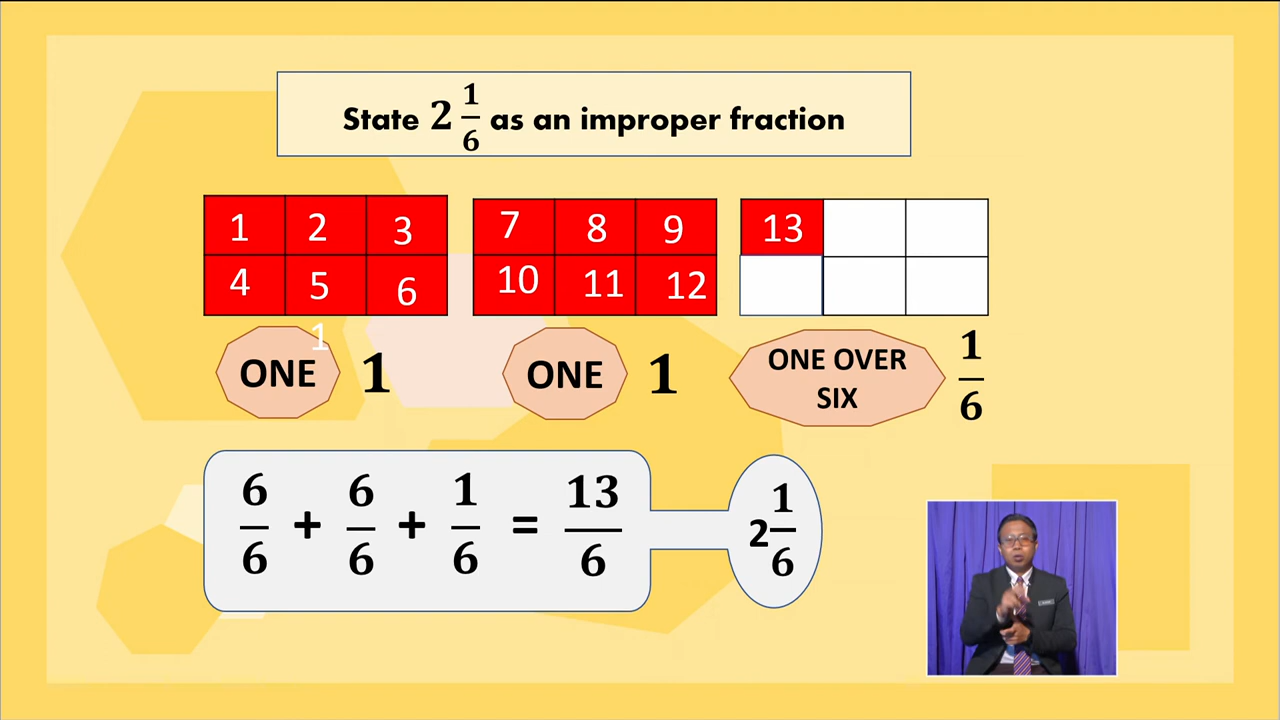 State 2 1/6 as an improper fraction
1 2 3 7 8 9 13
4 5 6 10 11 12
1
ONE 1 ONE 1 ONE OVER SIX 1/6
6/6 + 6/6 + 1/6 = 13/6 2 1/6